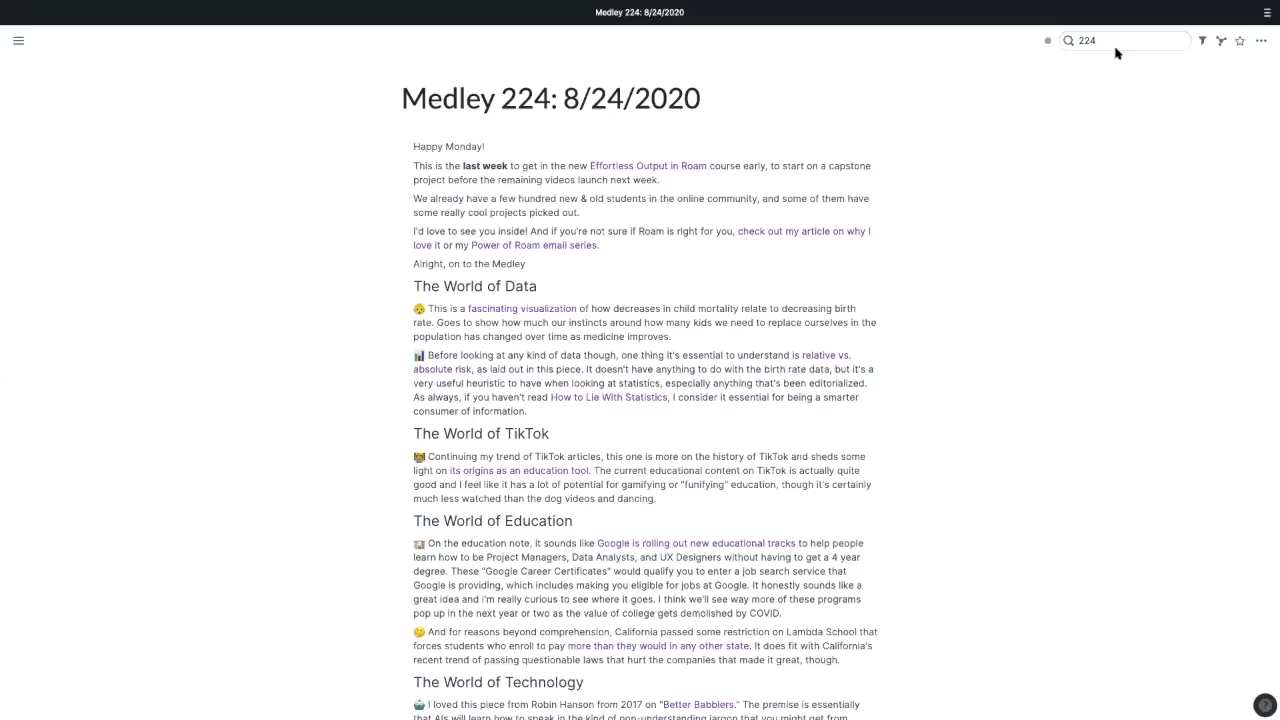 Medley 224: 8/24/2020
224
Medley 224: 8/24/2020
Happy Monday!
This is the last week to get in the new Effortless Output in Roam course early, to start on a capstone
project before the remaining videos launch next week.
We already have a few hundred new & old students in the online community, and some of them have
some really cool projects picked out.
I'd love to see you inside! And if you're not sure if Roam is right for you, check out my article on why I
love it or my Power of Roam email series.
Alright, on to the Medley
The World of Data
👶 This is a fascinating visualization of how decreases in child mortality relate to decreasing birth
rate. Goes to show how much our instincts around how many kids we need to replace ourselves in the
population has changed over time as medicine improves.
📊 Before looking at any kind of data though, one thing it's essential to understand is relative vs.
absolute risk, as laid out in this piece. It doesn't have anything to do with the birth rate data, but it's a
very useful heuristic to have when looking at statistics, especially anything that's been editorialized.
As always, if you haven't read How to Lie With Statistics, I consider it essential for being a smarter
consumer of information.
The World of TikTok
Continuing my trend of TikTok articles, this one is more on the history of TikTok and sheds some
light on its origins as an education tool. The current educational content on TikTok is actually quite
good and I feel like it has a lot of potential for gamifying or "funifying" education, though it's certainly
much less watched than the dog videos and dancing.
The World of Education
🏫 On the education note, it sounds like Google is rolling out new educational tracks to help people
learn how to be Project Managers, Data Analysts, and UX Designers without having to get a 4 year
degree. These "Google Career Certificates" would qualify you to enter a job search service that
Google is providing, which includes making you eligible for jobs at Google. It honestly sounds like a
great idea and i'm really curious to see where it goes. I think we'll see way more of these programs
pop up in the next year or two as the value of college gets demolished by COVID.
🤔 And for reasons beyond comprehension, California passed some restriction on Lambda School that
forces students who enroll to pay more than they would in any other state. It does fit with California's
recent trend of passing questionable laws that hurt the companies that made it great, though.
The World of Technology
🤖 I loved this piece from Robin Hanson from 2017 on "Better Babblers." The premise is essentially
that AIs will learn how to speak in the kind of non-understanding jargon that you might get from